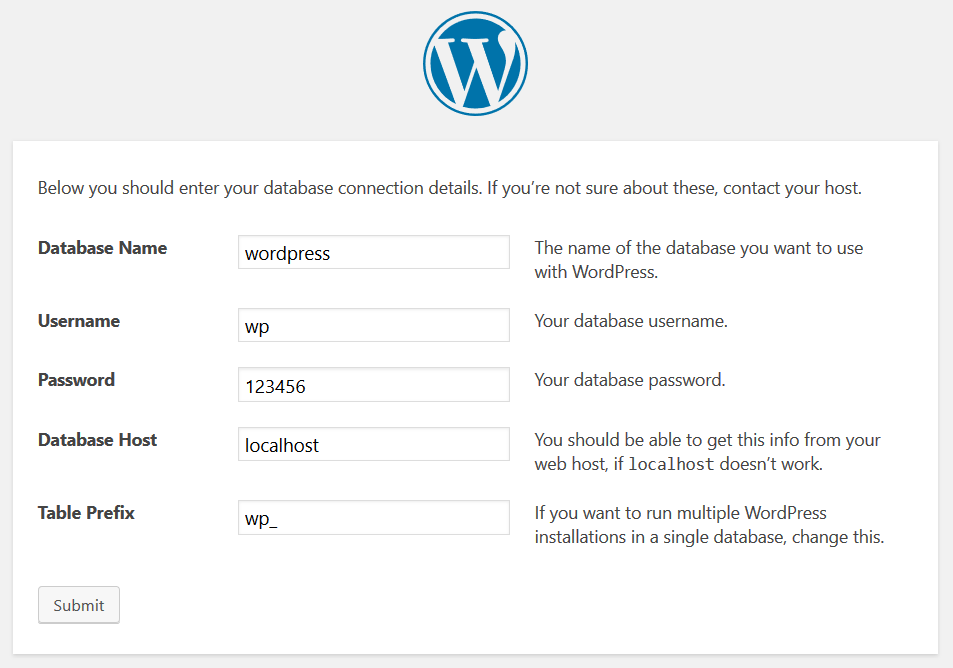 W
Below you should enter your database connection details. If you’re not sure about these, contact your host.
Database Name
wordpress
The name of the database you want to use
with WordPress.
Username
wp
Your database username.
Password
123456
Your database password.
Database Host
localhost
You should be able to get this info from your
web host, if localhost doesn’t work.
Table Prefix
wp_
If you want to run multiple WordPress
installations in a single database, change this.
Submit